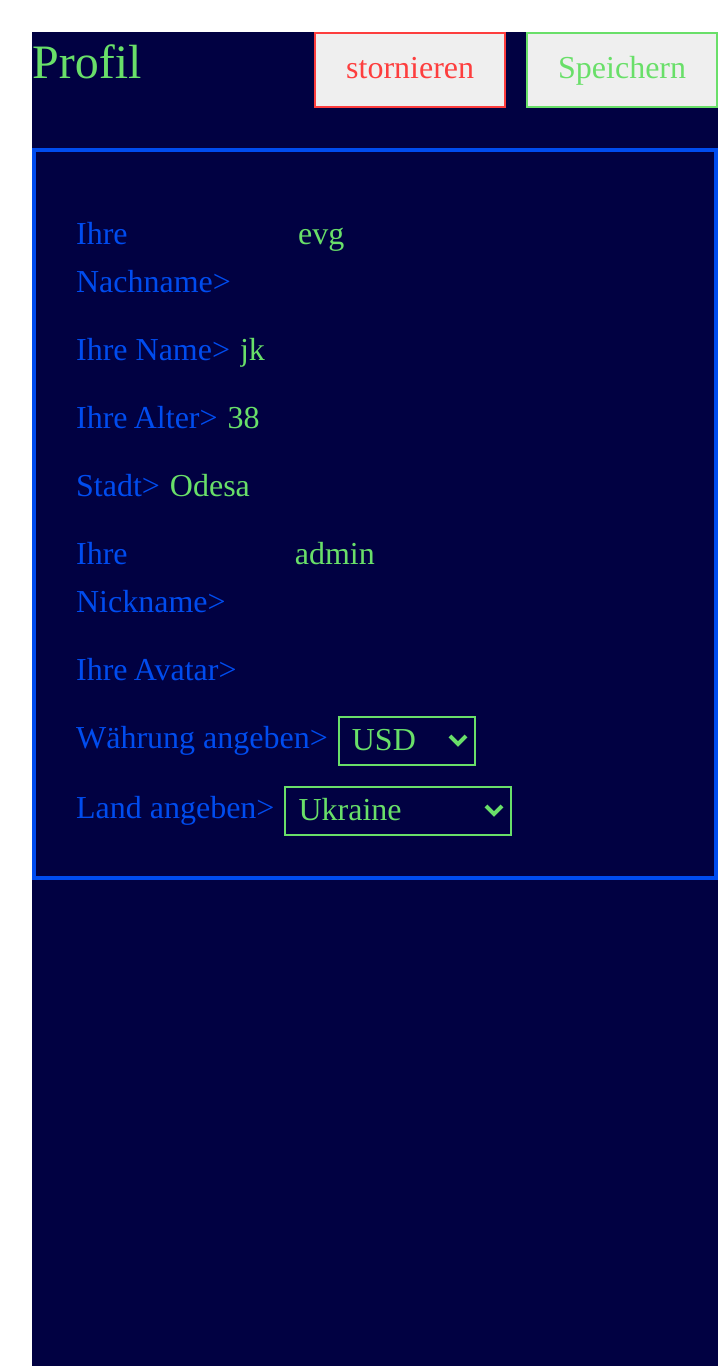 Profil stornieren Speichern
Ihre evg
Nachname>
Ihre Name> jk
Ihre Alter> 38
Stadt> Odesa
Ihre admin
Nickname>
Ihre Avatar>
Währung angeben> USD
Land angeben> Ukraine